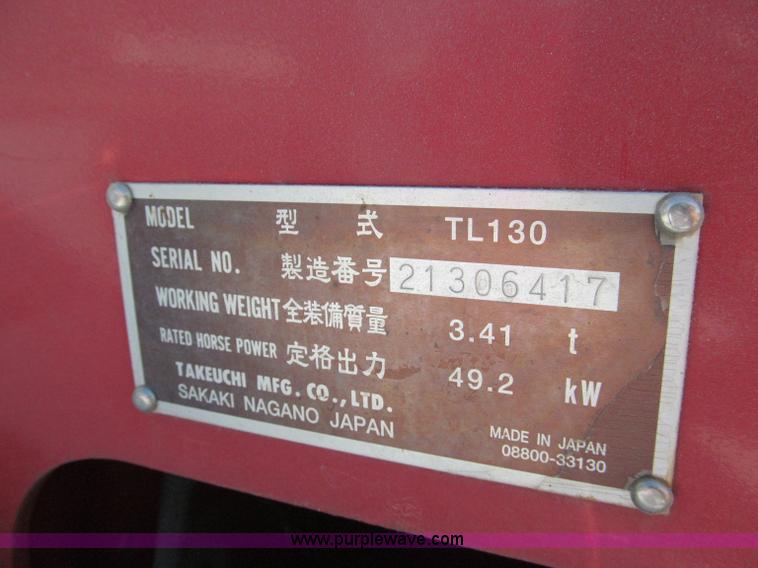 MODEL 型 式 TL130
SERIAL NO. 製造番号 21306417
WORKING WEIGHT 全装備質量 3.41 t
RATED HORSE POWER 定格出力 49.2 kW
TAKEUCHI MFG. CO., LTD.
SAKAKI NAGANO JAPAN
MADE IN JAPAN
08800-33130
www.purplewave.com